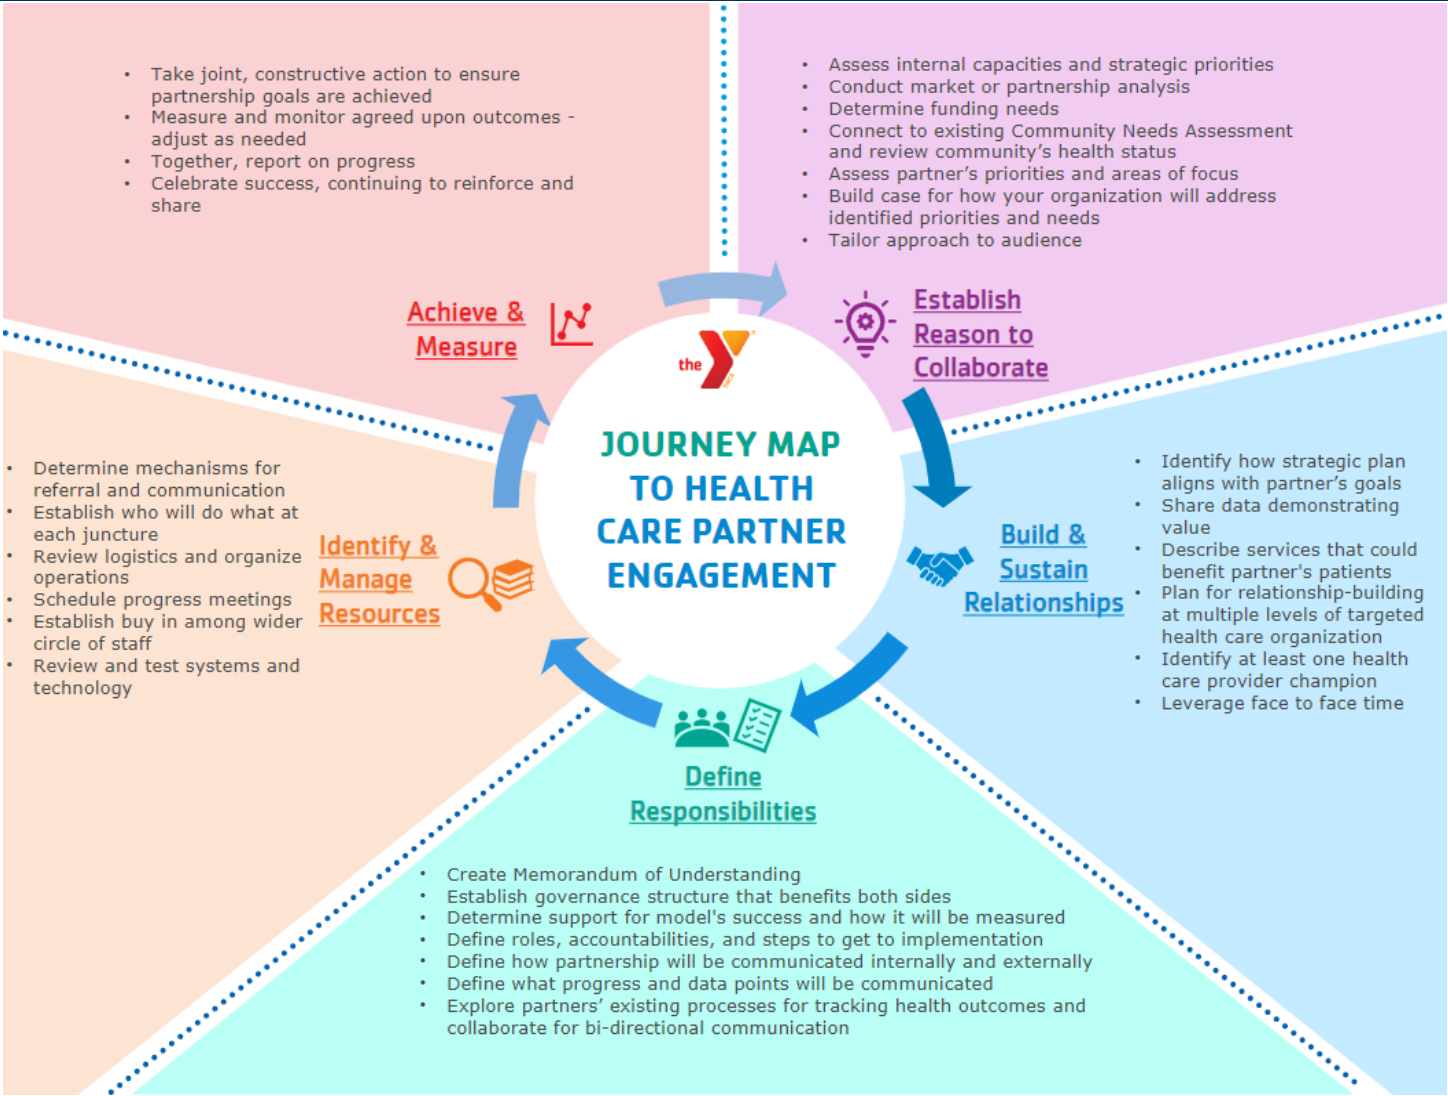 • Take joint, constructive action to ensure
partnership goals are achieved
• Measure and monitor agreed upon outcomes -
adjust as needed
• Together, report on progress
• Celebrate success, continuing to reinforce and
share
Achieve &
Measure
• Assess internal capacities and strategic priorities
• Conduct market or partnership analysis
• Determine funding needs
• Connect to existing Community Needs Assessment
and review community's health status
• Assess partner's priorities and areas of focus
• Build case for how your organization will address
identified priorities and needs
• Tailor approach to audience
Establish
Reason to
Collaborate
the Y
JOURNEY MAP
TO HEALTH
CARE PARTNER
ENGAGEMENT
• Determine mechanisms for
referral and communication
• Establish who will do what at
each juncture
• Review logistics and organize
operations
• Schedule progress meetings
• Establish buy in among wider
circle of staff
• Review and test systems and
technology
Identify &
Manage
Resources
Build &
Sustain
Relationships
• Identify how strategic plan
aligns with partner's goals
• Share data demonstrating
value
• Describe services that could
benefit partner's patients
• Plan for relationship-building
at multiple levels of targeted
health care organization
• Identify at least one health
care provider champion
• Leverage face to face time
Define
Responsibilities
• Create Memorandum of Understanding
• Establish governance structure that benefits both sides
• Determine support for model's success and how it will be measured
• Define roles, accountabilities, and steps to get to implementation
• Define how partnership will be communicated internally and externally
• Define what progress and data points will be communicated
• Explore partners' existing processes for tracking health outcomes and
collaborate for bi-directional communication